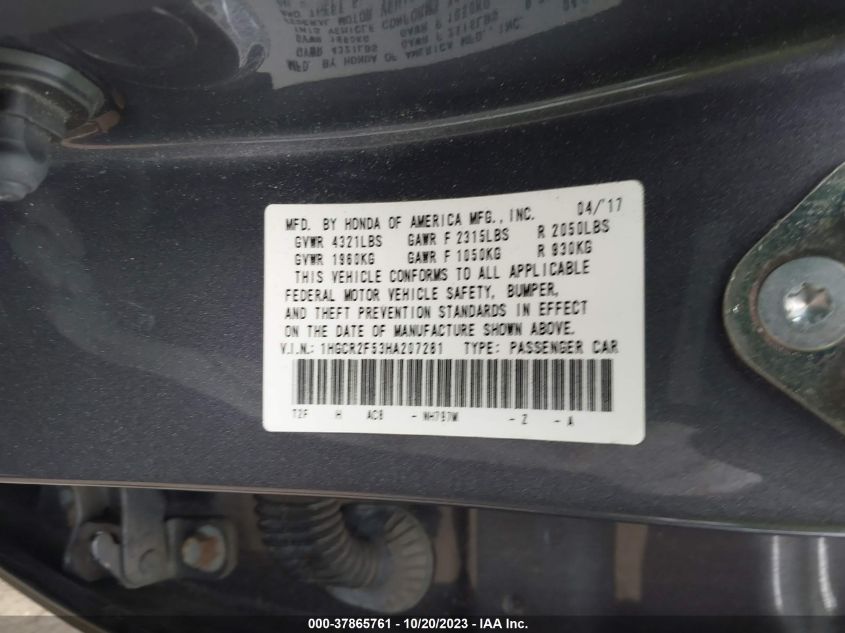 MFD. BY HONDA OF AMERICA MFG., INC. 04/'17
GVWR 4321LBS GAWR F 2315LBS R 2050LBS
GVWR 1960KG GAWR F 1050KG R 930KG
THIS VEHICLE CONFORMS TO ALL APPLICABLE
FEDERAL MOTOR VEHICLE SAFETY, BUMPER,
AND THEFT PREVENTION STANDARDS IN EFFECT
ON THE DATE OF MANUFACTURE SHOWN ABOVE.
V.I.N.: 1HGCR2F53HA207281 TYPE: PASSENGER CAR
T2F H AC8 - NH797M - Z - A
000-37865761 - 10/20/2023 - Copyright © IAA, Inc.